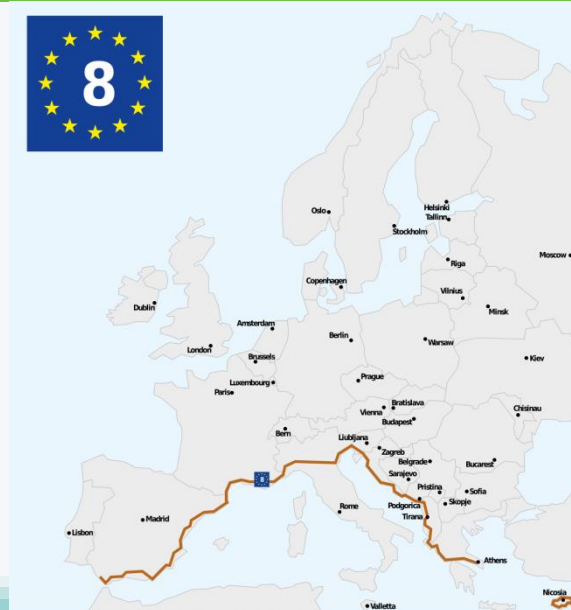 8
Oslo
Helsinki
Tallinn
Stockholm
Riga
Moscow
Copenhagen
Vilnius
Minsk
Dublin
Amsterdam
Berlin
Warsaw
London
Brussels
Kiev
Luxembourg
Prague
Paris
Bratislava
Vienna
Chisinau
Budapest
Bern
Ljubljana
Zagreb
Belgrade
Bucarest
Sarajevo
8
Pristina
Sofia
Skopje
Podgorica
Rome
Tirana
Madrid
Lisbon
Athens
Nicosia
Valletta